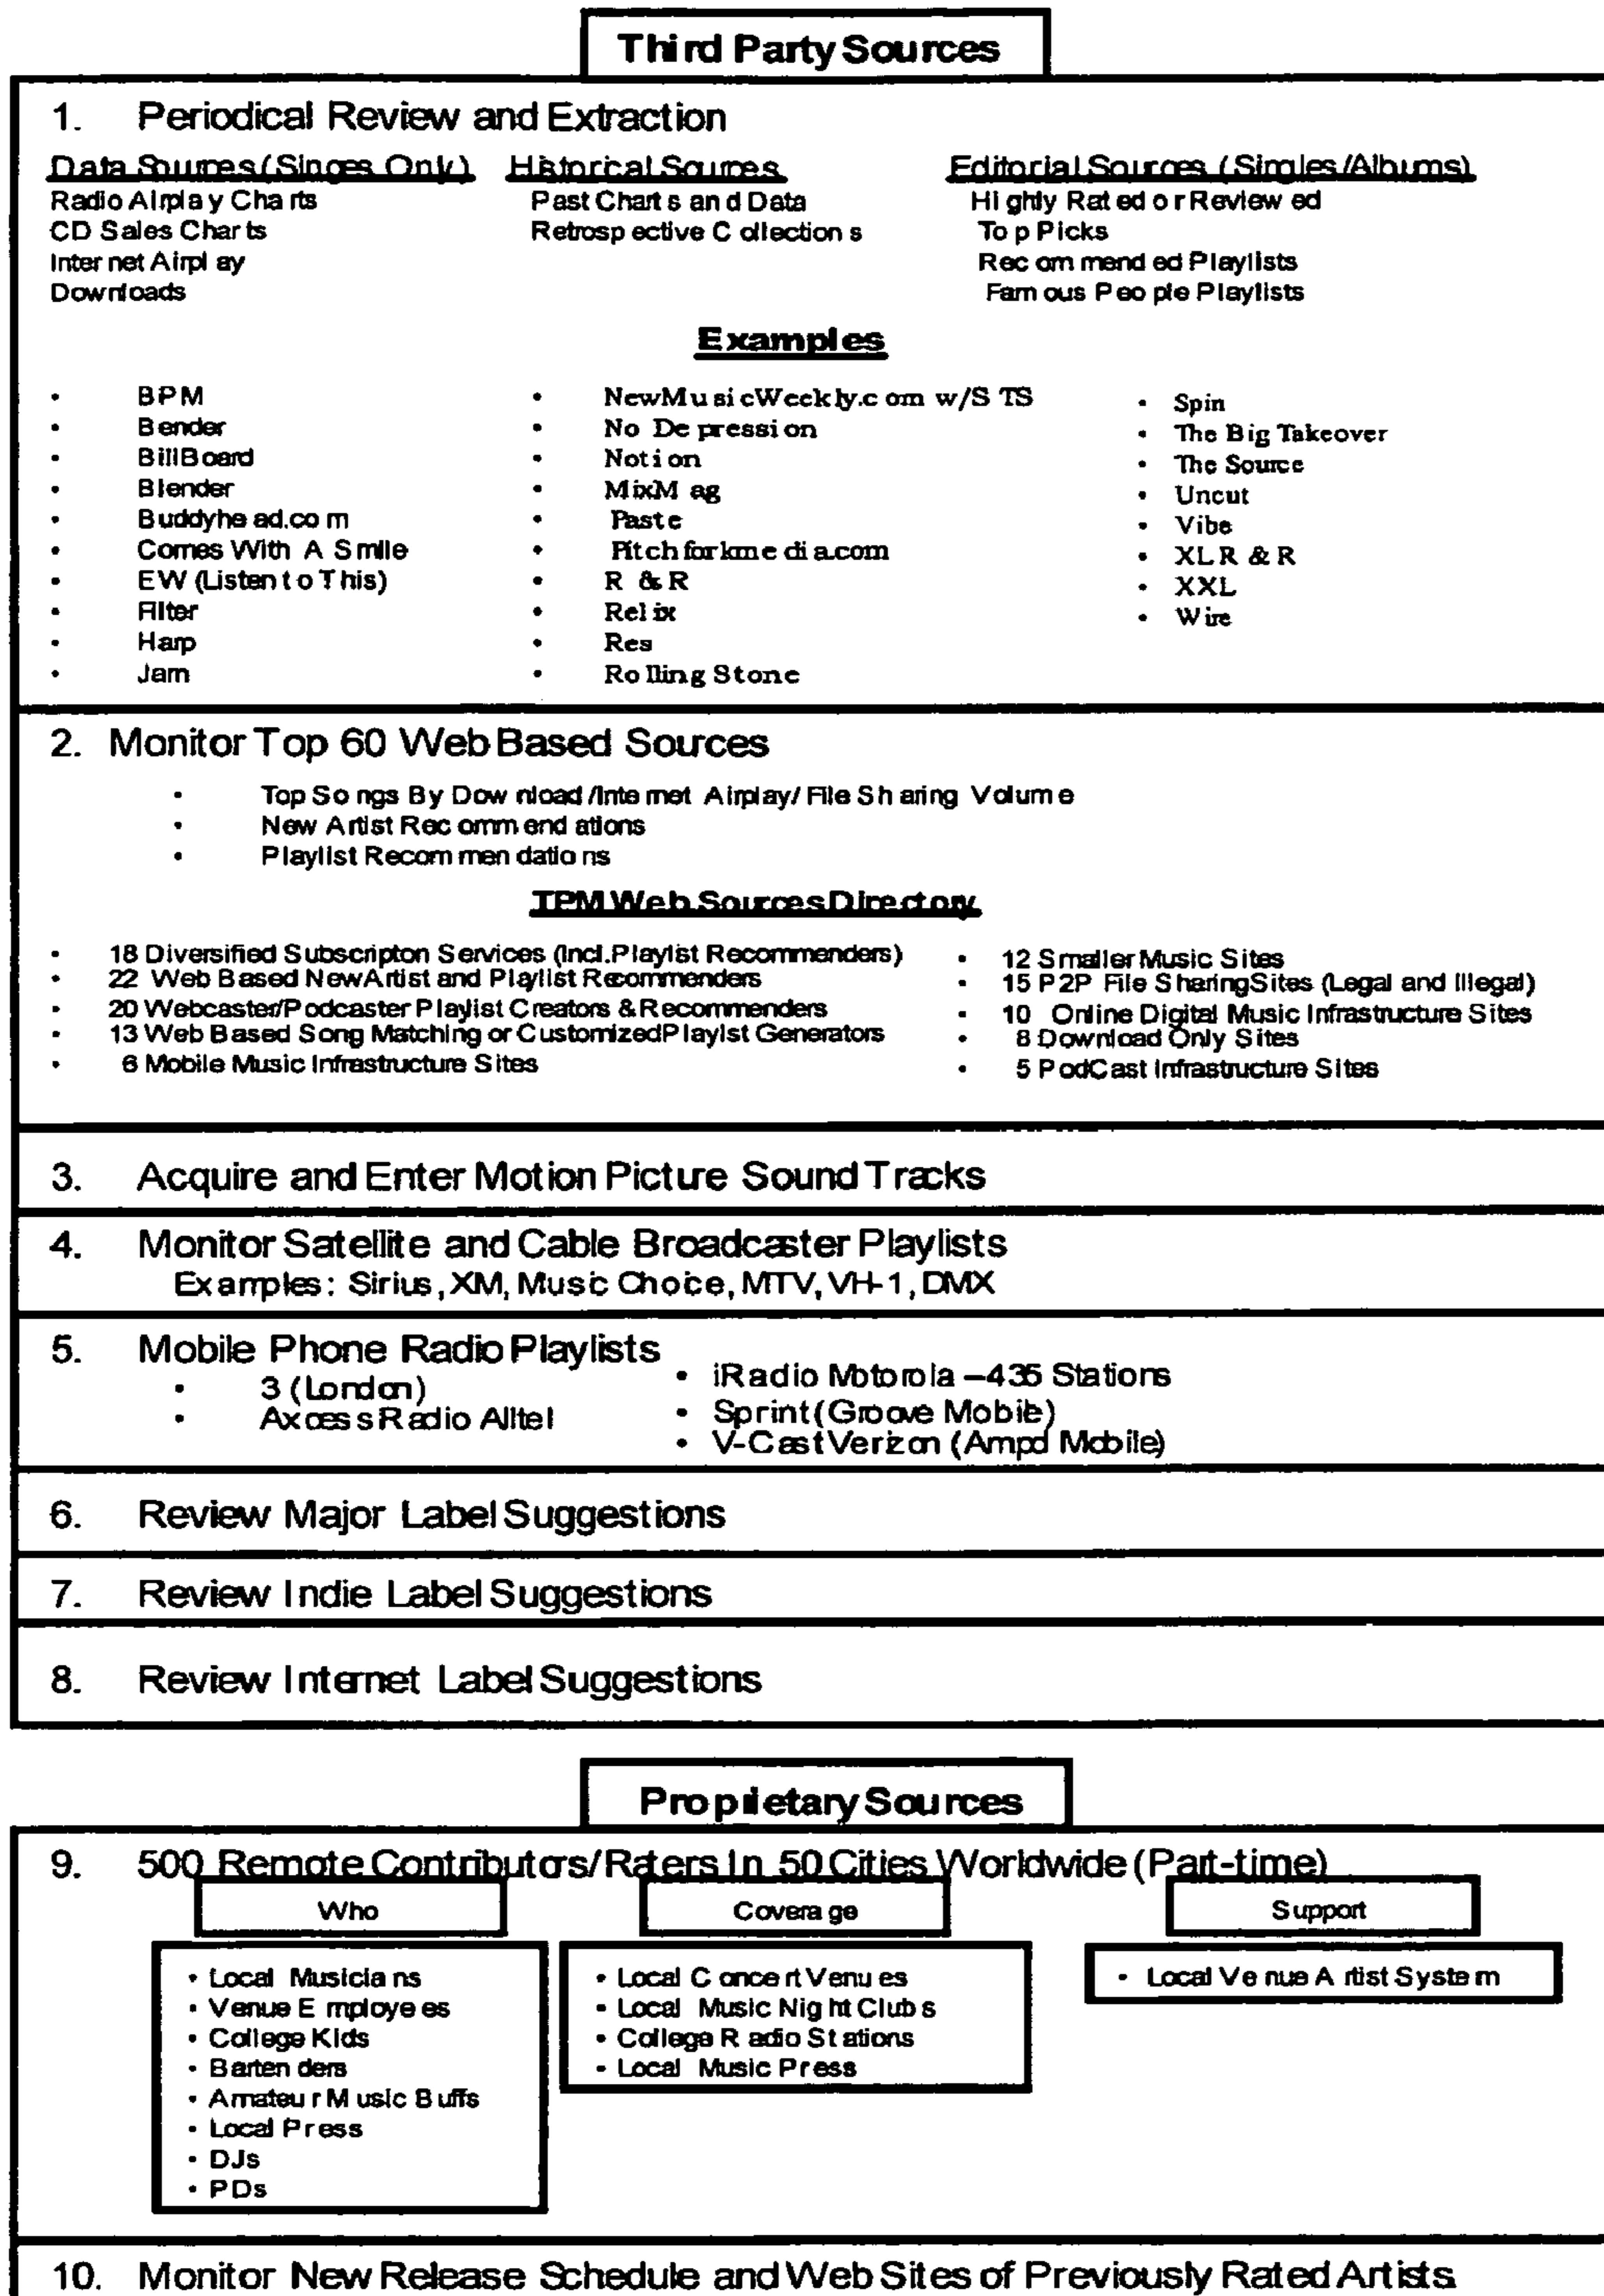 Third Party Sources
1. Periodical Review and Extraction
Data Sources (Singes Only)
Radio Airplay Charts
CD Sales Charts
Internet Airplay
Downloads
Historical Sources
Past Charts and Data
Retrospective Collections
Editorial Sources (Singles/Albums)
Highly Rated or Reviewed
Top Picks
Recommended Playlists
Famous People Playlists
Examples
• BPM
• Bender
• BillBoard
• Blender
• Buddyhead.com
• Comes With A Smile
• EW (Listen to This)
• Filter
• Harp
• Jam
• NewMusicWeekly.com w/STS
• No Depression
• Notion
• MixMag
• Paste
• Pitchforkmedia.com
• R & R
• Relix
• Res
• Rolling Stone
• Spin
• The Big Takeover
• The Source
• Uncut
• Vibe
• XLR & R
• XXL
• Wire
2. Monitor Top 60 Web Based Sources
• Top Songs By Download/Internet Airplay/File Sharing Volume
• New Artist Recommendations
• Playlist Recommendations
TPM Web Sources Directory
• 18 Diversified Subscripton Services (Incl. Playlist Recommenders)
• 22 Web Based New Artist and Playlist Recommenders
• 20 Webcaster/Podcaster Playlist Creators & Recommenders
• 13 Web Based Song Matching or Customized Playlst Generators
• 6 Mobile Music Infrastructure Sites
• 12 Smaller Music Sites
• 15 P2P File Sharing Sites (Legal and Illegal)
• 10 Online Digital Music Infrastructure Sites
• 8 Download Only Sites
• 5 PodCast Infrastructure Sites
3. Acquire and Enter Motion Picture Sound Tracks
4. Monitor Satellite and Cable Broadcaster Playlists
Examples: Sirius, XM, Music Choice, MTV, VH-1, DMX
5. Mobile Phone Radio Playlists
• 3 (London)
• Axcess Radio Alltel
• iRadio Motorola –435 Stations
• Sprint (Groove Mobile)
• V-Cast Verizon (Ampd Mobile)
6. Review Major Label Suggestions
7. Review Indie Label Suggestions
8. Review Internet Label Suggestions
Proprietary Sources
9. 500 Remote Contributors/Raters In 50 Cities Worldwide (Part-time)
Who
• Local Musicians
• Venue Employees
• College Kids
• Bartenders
• Amateur Music Buffs
• Local Press
• DJs
• PDs
Coverage
• Local Concert Venues
• Local Music Night Clubs
• College Radio Stations
• Local Music Press
Support
• Local Venue Artist System
10. Monitor New Release Schedule and Web Sites of Previously Rated Artists